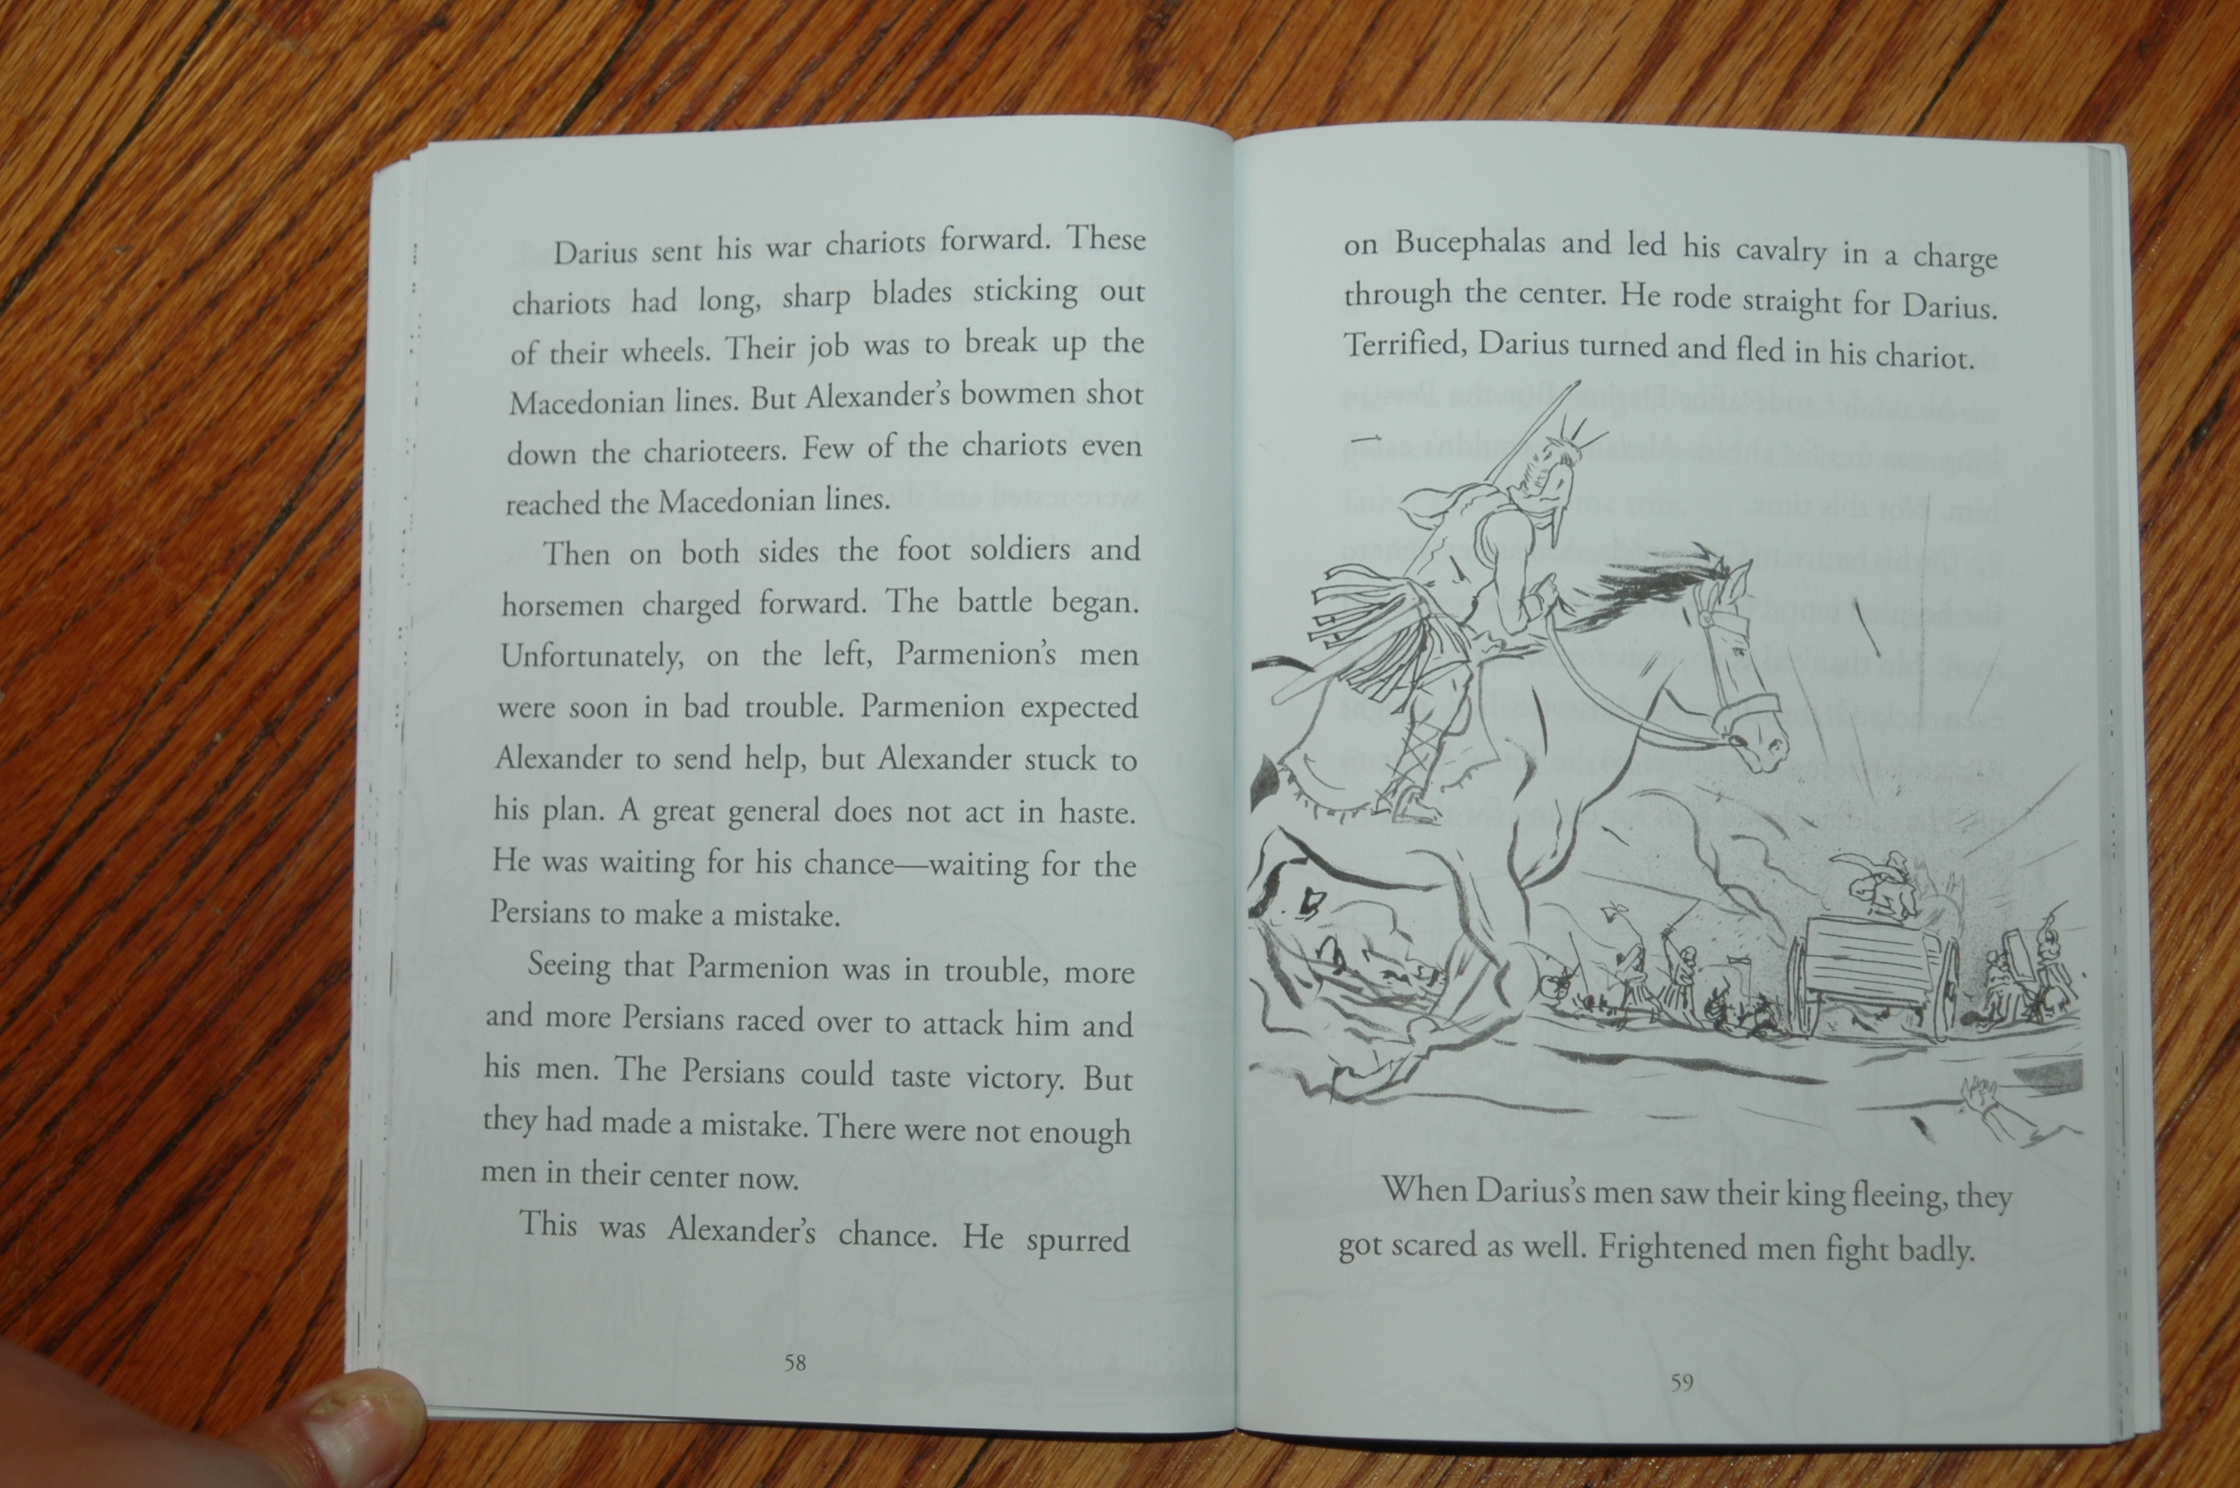 Darius sent his war chariots forward. These
chariots had long, sharp blades sticking out
of their wheels. Their job was to break up the
Macedonian lines. But Alexander's bowmen shot
down the charioteers. Few of the chariots even
reached the Macedonian lines.
Then on both sides the foot soldiers and
horsemen charged forward. The battle began.
Unfortunately, on the left, Parmenion's men
were soon in bad trouble. Parmenion expected
Alexander to send help, but Alexander stuck to
his plan. A great general does not act in haste.
He was waiting for his chance—waiting for the
Persians to make a mistake.
Seeing that Parmenion was in trouble, more
and more Persians raced over to attack him and
his men. The Persians could taste victory. But
they had made a mistake. There were not enough
men in their center now.
This was Alexander's chance. He spurred
58
on Bucephalas and led his cavalry in a charge
through the center. He rode straight for Darius.
Terrified, Darius turned and fled in his chariot.
When Darius's men saw their king fleeing, they
got scared as well. Frightened men fight badly.
59